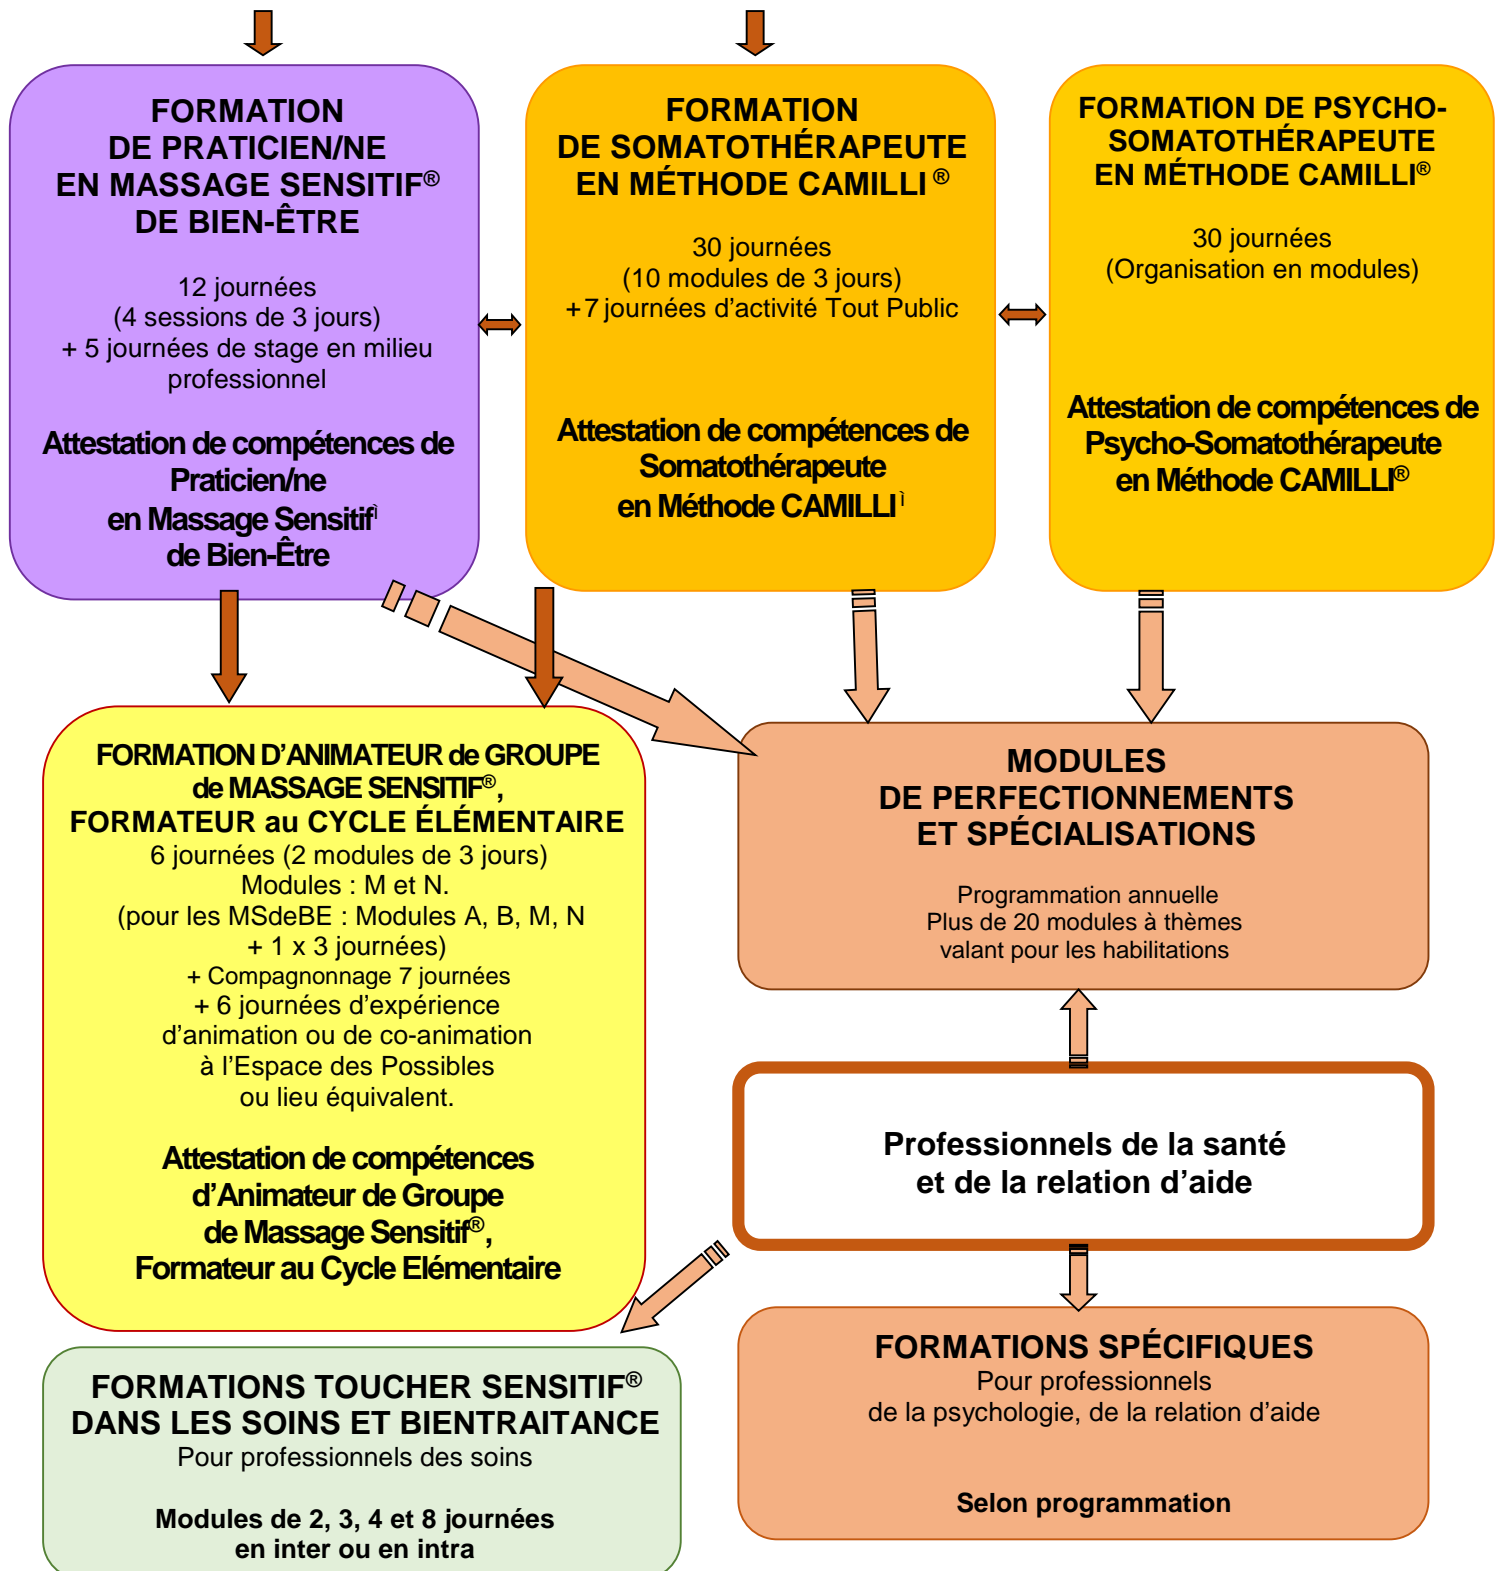 FORMATION
DE PRATICIEN/NE
EN MASSAGE SENSITIF®
DE BIEN-ÊTRE
12 journées
(4 sessions de 3 jours)
+ 5 journées de stage en milieu
professionnel
Attestation de compétences de
Praticien/ne
en Massage Sensitifì
de Bien-Être
FORMATION
DE SOMATOTHÉRAPEUTE
EN MÉTHODE CAMILLI ®
30 journées
(10 modules de 3 jours)
+7 journées d’activité Tout Public
Attestation de compétences de
Somatothérapeute
en Méthode CAMILLI ì
FORMATION DE PSYCHO-
SOMATOTHÉRAPEUTE
EN MÉTHODE CAMILLI®
30 journées
(Organisation en modules)
Attestation de compétences de
Psycho-Somatothérapeute
en Méthode CAMILLI®
FORMATION D’ANIMATEUR de GROUPE
de MASSAGE SENSITIF®,
FORMATEUR au CYCLE ÉLÉMENTAIRE
6 journées (2 modules de 3 jours)
Modules : M et N.
(pour les MSdeBE : Modules A, B, M, N
+ 1 x 3 journées)
+ Compagnonnage 7 journées
+ 6 journées d’expérience
d’animation ou de co-animation
à l’Espace des Possibles
ou lieu équivalent.
Attestation de compétences
d’Animateur de Groupe
de Massage Sensitif®,
Formateur au Cycle Elémentaire
MODULES
DE PERFECTIONNEMENTS
ET SPÉCIALISATIONS
Programmation annuelle
Plus de 20 modules à thèmes
valant pour les habilitations
Professionnels de la santé
et de la relation d’aide
FORMATIONS TOUCHER SENSITIF®
DANS LES SOINS ET BIENTRAITANCE
Pour professionnels des soins
Modules de 2, 3, 4 et 8 journées
en inter ou en intra
FORMATIONS SPÉCIFIQUES
Pour professionnels
de la psychologie, de la relation d’aide
Selon programmation